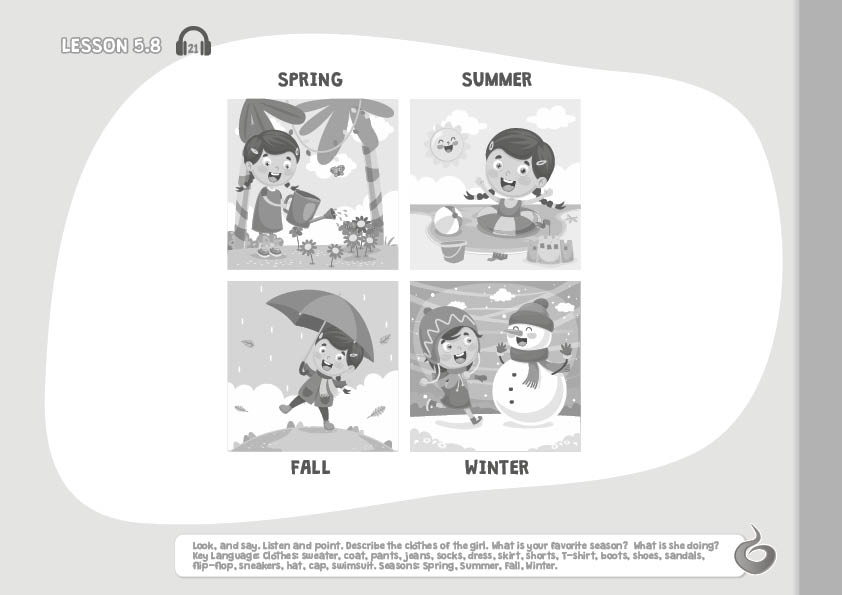 LESSON 5.8
21
SPRING
SUMMER
FALL
WINTER
Look, and say. Listen and point. Describe the clothes of the girl. What is your favorite season? What is she doing?
Key Language: Clothes: sweater, coat, pants, jeans, socks, dress, skirt, shorts, T-shirt, boots, shoes, sandals,
flip-flop, sneakers, hat, cap, swimsuit. Seasons: Spring, Summer, Fall, Winter.